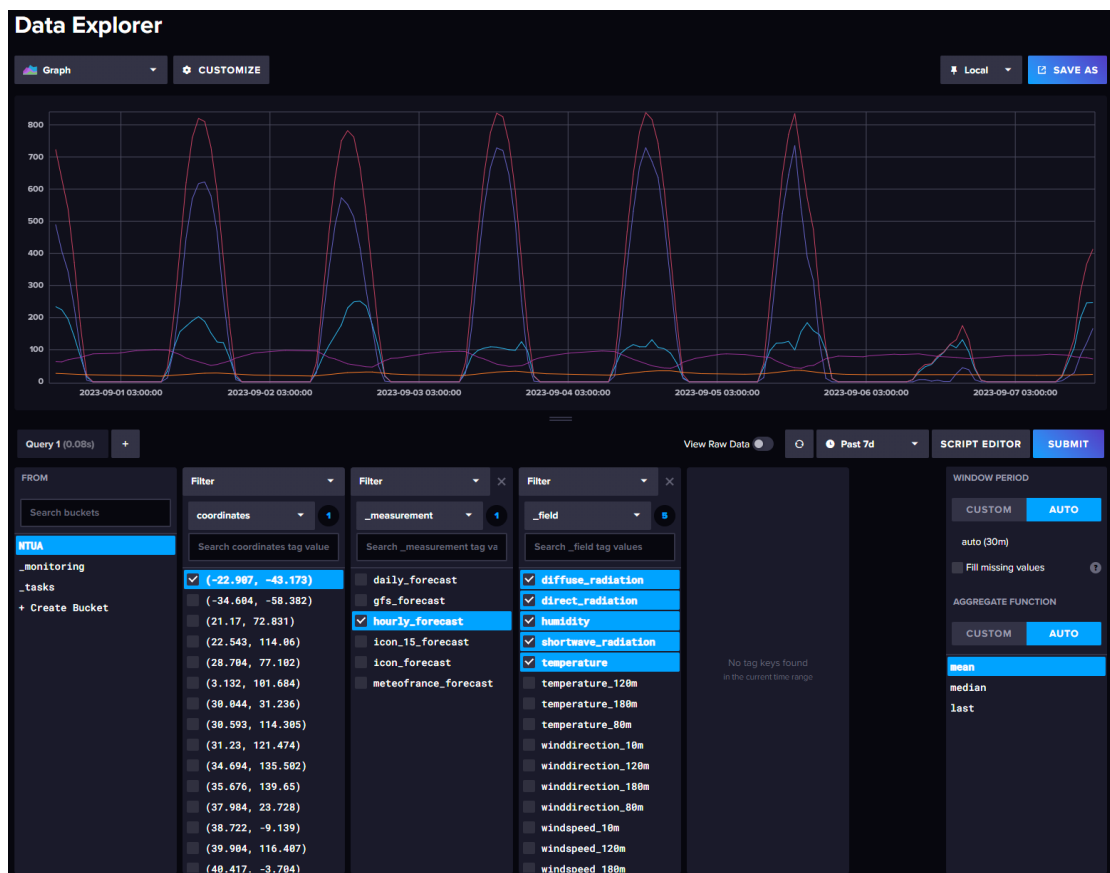 Data Explorer
Graph
CUSTOMIZE
Local
SAVE AS
800
700
600
500
400
300
200
100
0
2023-09-01 03:00:00
2023-09-02 03:00:00
2023-09-03 03:00:00
2023-09-04 03:00:00
2023-09-05 03:00:00
2023-09-06 03:00:00
2023-09-07 03:00:00
Query 1 (0.08s)
+
View Raw Data
Past 7d
SCRIPT EDITOR
SUBMIT
FROM
Search buckets
NTUA
_monitoring
_tasks
+ Create Bucket
Filter
coordinates
1
Search coordinates tag value
(-22.907, -43.173)
(-34.604, -58.382)
(21.17, 72.831)
(22.543, 114.06)
(28.704, 77.102)
(3.132, 101.684)
(30.044, 31.236)
(30.593, 114.305)
(31.23, 121.474)
(34.694, 135.502)
(35.676, 139.65)
(37.984, 23.728)
(38.722, -9.139)
(39.904, 116.407)
(40.417, -3.704)
Filter
_measurement
1
Search _measurement tag va
daily_forecast
gfs_forecast
hourly_forecast
icon_15_forecast
icon_forecast
meteofrance_forecast
Filter
_field
5
Search _field tag values
diffuse_radiation
direct_radiation
humidity
shortwave_radiation
temperature
temperature_120m
temperature_180m
temperature_80m
winddirection_10m
winddirection_120m
winddirection_180m
winddirection_80m
windspeed_10m
windspeed_120m
windspeed_180m
No tag keys found
in the current time range
WINDOW PERIOD
CUSTOM
AUTO
auto (30m)
Fill missing values
?
AGGREGATE FUNCTION
CUSTOM
AUTO
mean
median
last